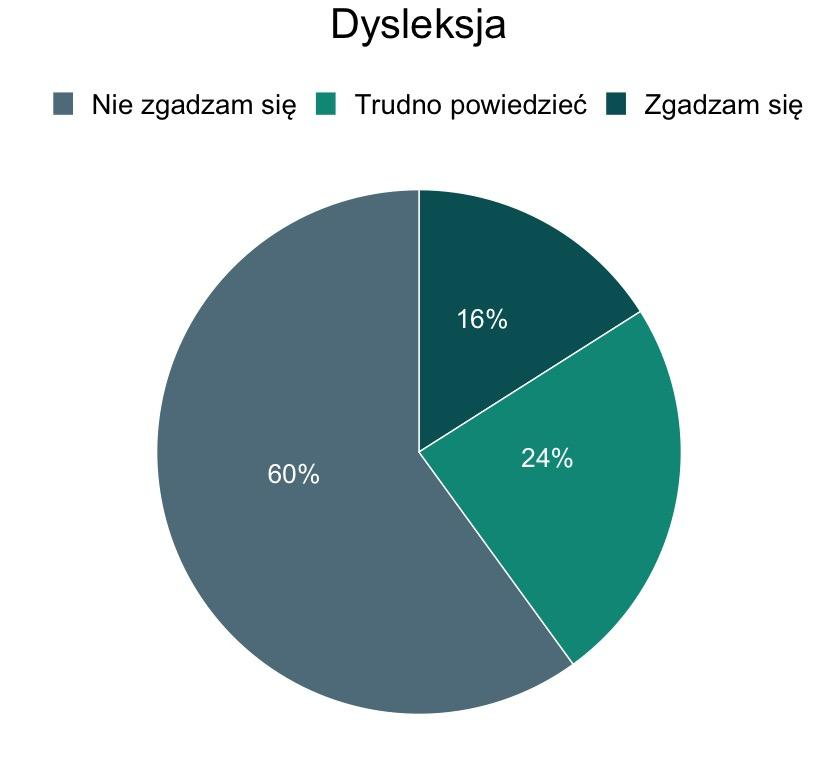 Dysleksja
Nie zgadzam się Trudno powiedzieć Zgadzam się
16%
24%
60%